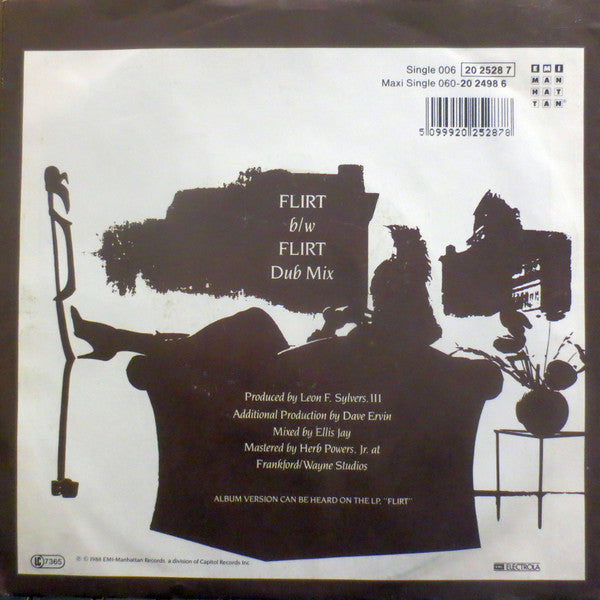 Single 006 20 2528 7
Maxi Single 060-20 2498 6
EMI
MAN
HAT
TAN®
5 099920 252878
FLIRT
b/w
FLIRT
Dub Mix
Produced by Leon F. Sylvers, III
Additional Production by Dave Ervin
Mixed by Ellis Jay
Mastered by Herb Powers, Jr. at
Frankford/Wayne Studios
ALBUM VERSION CAN BE HEARD ON THE LP, "FLIRT"
LC 7365
℗ © 1988 EMI-Manhattan Records, a division of Capitol Records Inc
EMI ELECTROLA